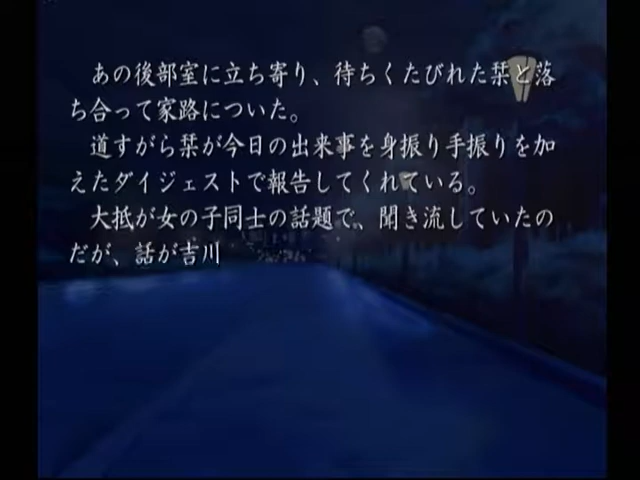 あの後部室に立ち寄り、待ちくたびれた栞と落
ち合って家路についた。
道すがら栞が今日の出来事を身振り手振りを加
えたダイジェストで報告してくれている。
大抵が女の子同士の話題で、聞き流していたの
だが、話が吉川